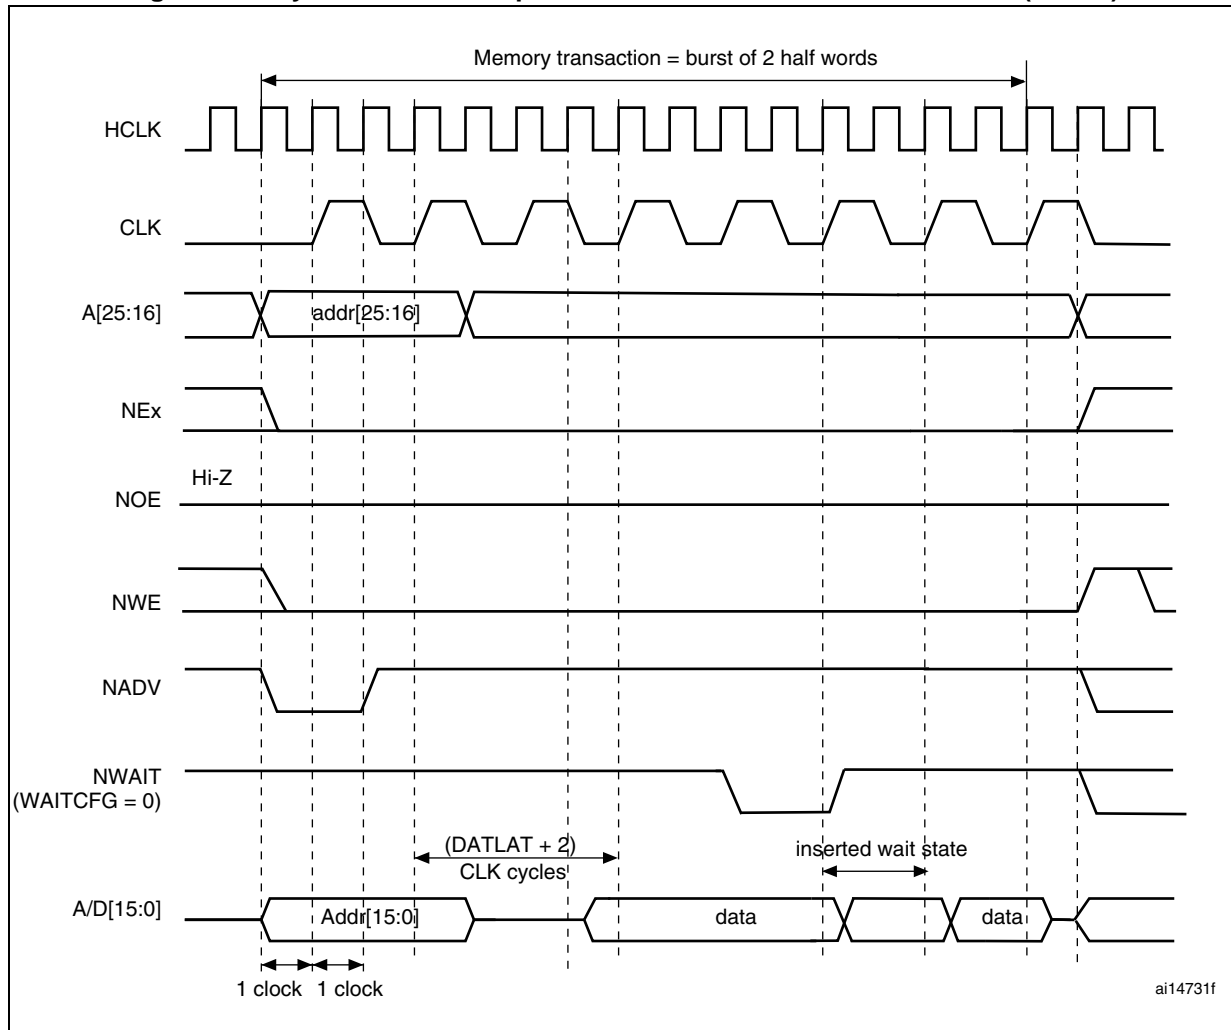 Memory transaction = burst of 2 half words
HCLK
CLK
A[25:16]
addr[25:16]
NEx
Hi-Z
NOE
NWE
NADV
NWAIT
(WAITCFG = 0)
(DATLAT + 2)
CLK cycles
inserted wait state
A/D[15:0]
Addr[15:0]
data
data
1 clock
1 clock
ai14731f